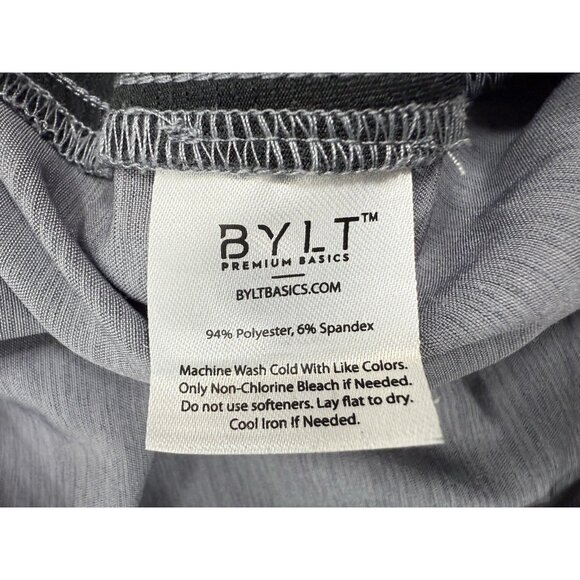 BYLT™
PREMIUM BASICS
BYLTBASICS.COM
94% Polyester, 6% Spandex
Machine Wash Cold With Like Colors.
Only Non-Chlorine Bleach if Needed.
Do not use softeners. Lay flat to dry.
Cool Iron If Needed.